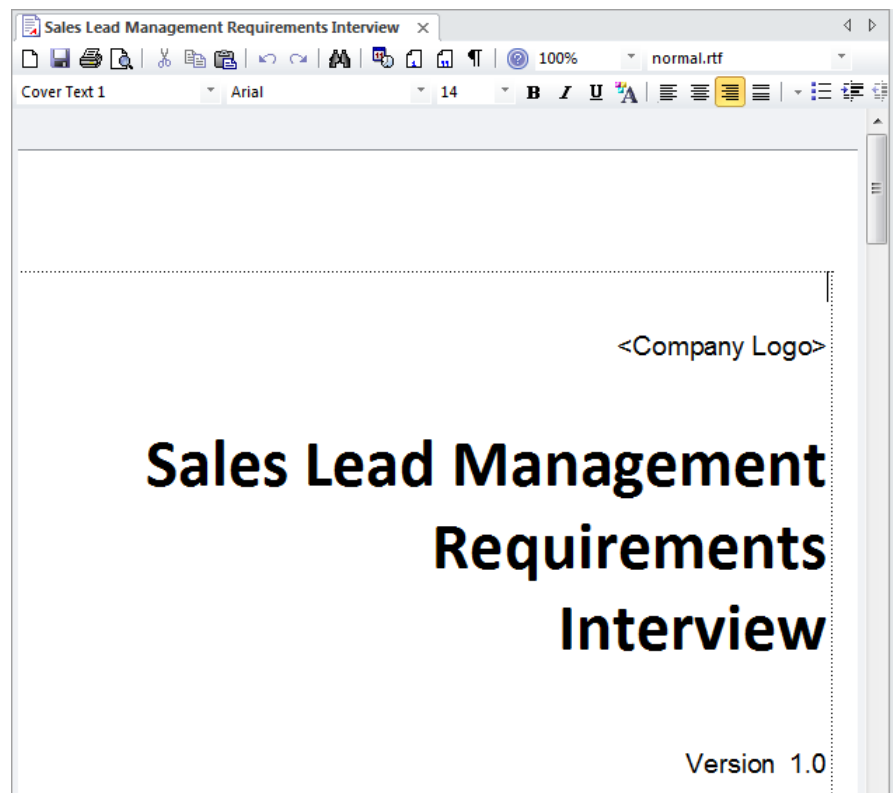 Sales Lead Management Requirements Interview
100%
normal.rtf
Cover Text 1
Arial
14
B I U A
<Company Logo>
Sales Lead Management
Requirements
Interview
Version 1.0